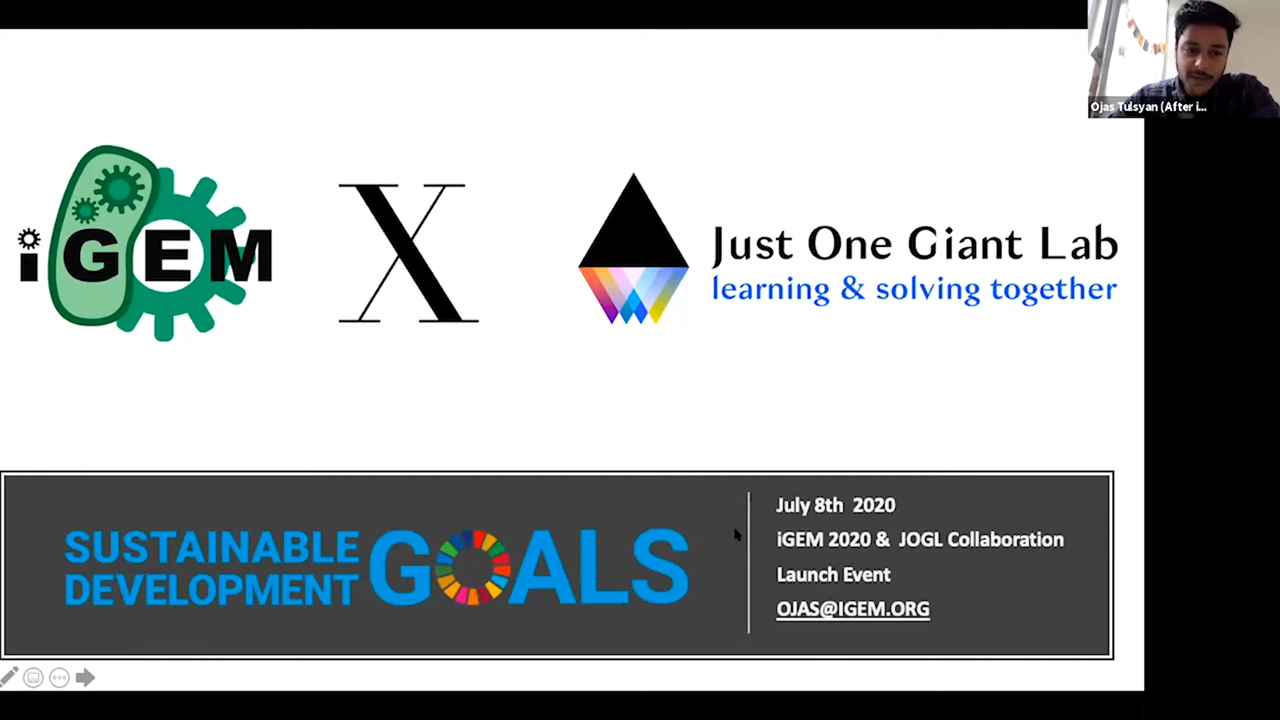 Ojas Tulsyan (After i...
iGEM
X
Just One Giant Lab
learning & solving together
SUSTAINABLE
DEVELOPMENT
GOALS
July 8th 2020
iGEM 2020 & JOGL Collaboration
Launch Event
OJAS@IGEM.ORG